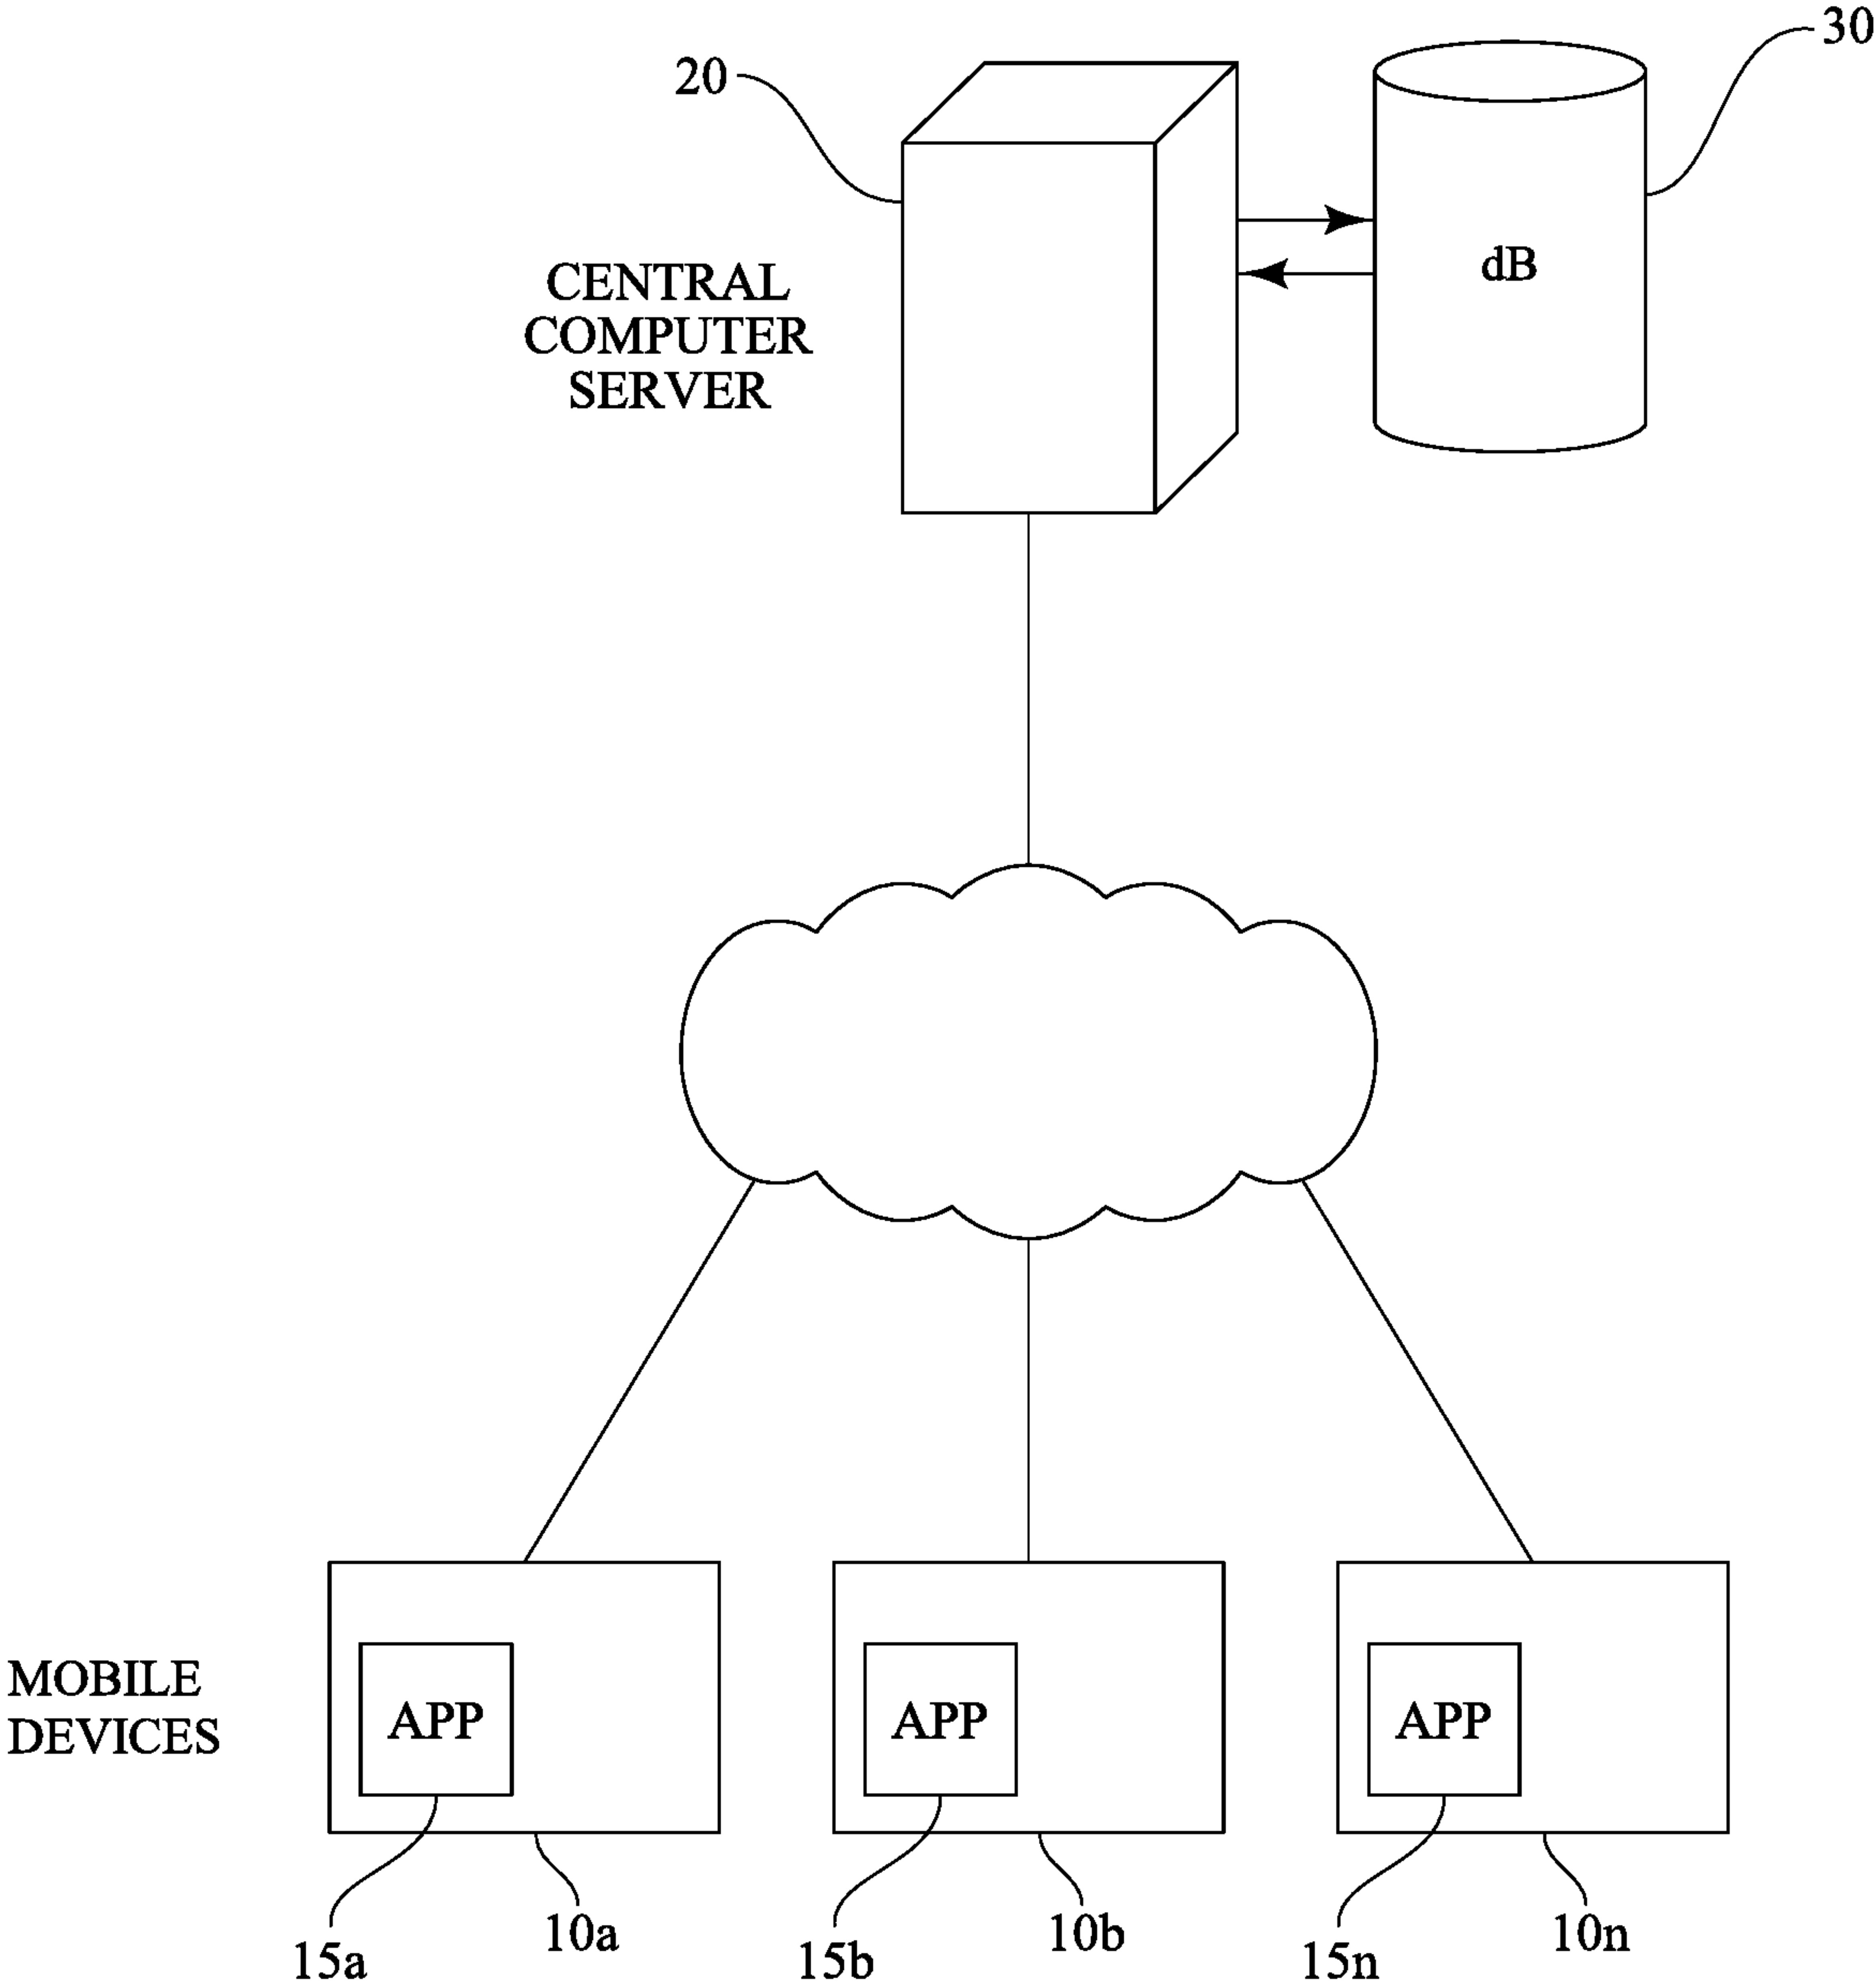 30
20
dB
CENTRAL
COMPUTER
SERVER
MOBILE
DEVICES
APP
APP
APP
15a
10a
15b
10b
15n
10n